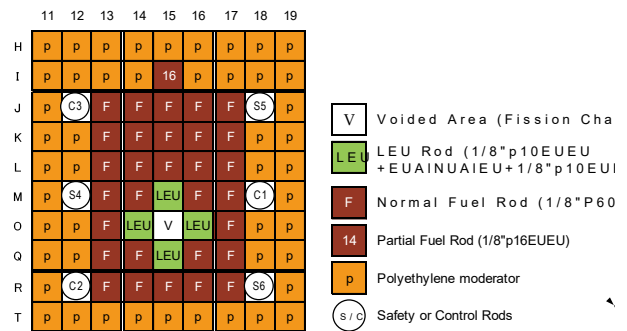 11 12 13 14 15 16 17 18 19
H p p p p p p p p p
I p p p p 16 p p p p
J p C3 F F F F F S5 p
K p p F F F F F p p
L p p F F F F F p p
M p S4 F F LEU F F C1 p
O p p F LEU V LEU F p p
Q p p F F LEU F F p p
R p C2 F F F F F S6 p
T p p p p p p p p p
V Voided Area (Fission Cha
LEU LEU Rod (1/8"p10EUEU
+EUAlNUAlEU+1/8"p10EUE
F Normal Fuel Rod (1/8"P60
14 Partial Fuel Rod (1/8"p16EUEU)
p Polyethylene moderator
S / C Safety or Control Rods